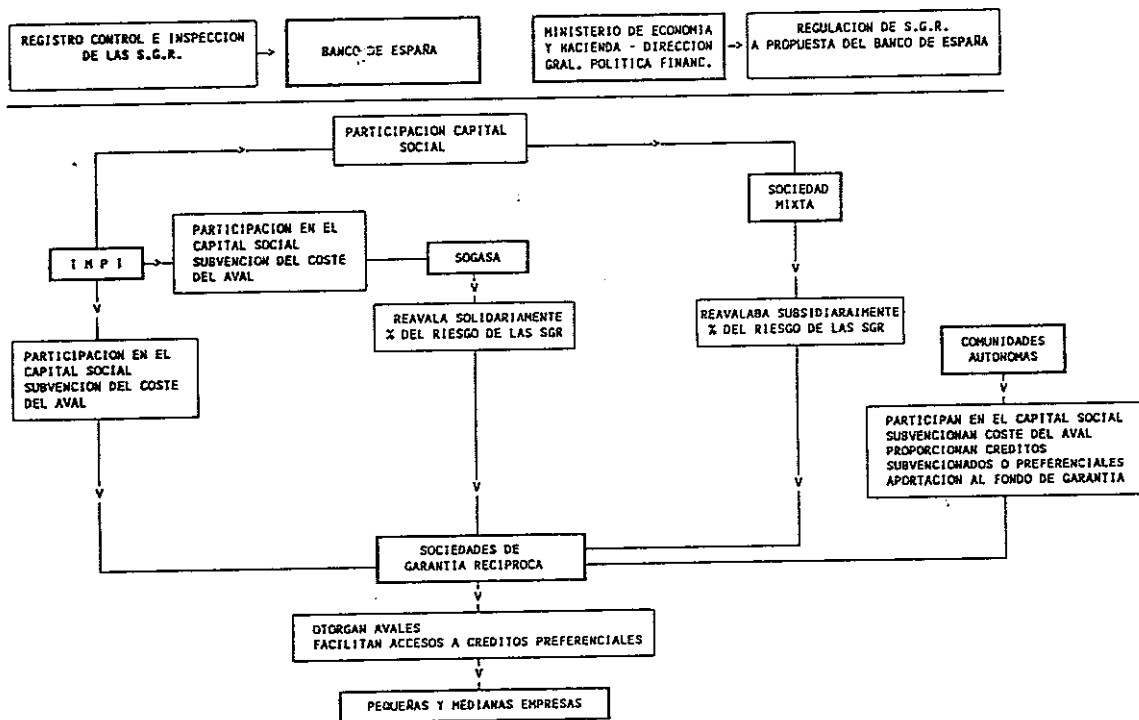 REGISTRO CONTROL E INSPECCION
DE LAS S.G.R.
BANCO DE ESPAÑA
MINISTERIO DE ECONOMIA
Y HACIENDA - DIRECCION
GRAL. POLITICA FINANC.
REGULACION DE S.G.R.
A PROPUESTA DEL BANCO DE ESPAÑA
PARTICIPACION CAPITAL
SOCIAL
SOCIEDAD
MIXTA
I M P I
PARTICIPACION EN EL
CAPITAL SOCIAL
SUBVENCION DEL COSTE
DEL AVAL
SOGASA
REAVALA SOLIDARIAMENTE
% DEL RIESGO DE LAS SGR
REAVALABA SUBSIDIARAIMENTE
% DEL RIESGO DE LAS SGR
PARTICIPACION EN EL
CAPITAL SOCIAL
SUBVENCION DEL COSTE
DEL AVAL
COMUNIDADES
AUTONOMAS
PARTICIPAN EN EL CAPITAL SOCIAL
SUBVENCIONAN COSTE DEL AVAL
PROPORCIONAN CREDITOS
SUBVENCIONADOS O PREFERENCIALES
APORTACION AL FONDO DE GARANTIA
SOCIEDADES DE
GARANTIA RECIPROCA
OTORGAN AVALES
FACILITAN ACCESOS A CREDITOS PREFERENCIALES
PEQUEÑAS Y MEDIANAS EMPRESAS